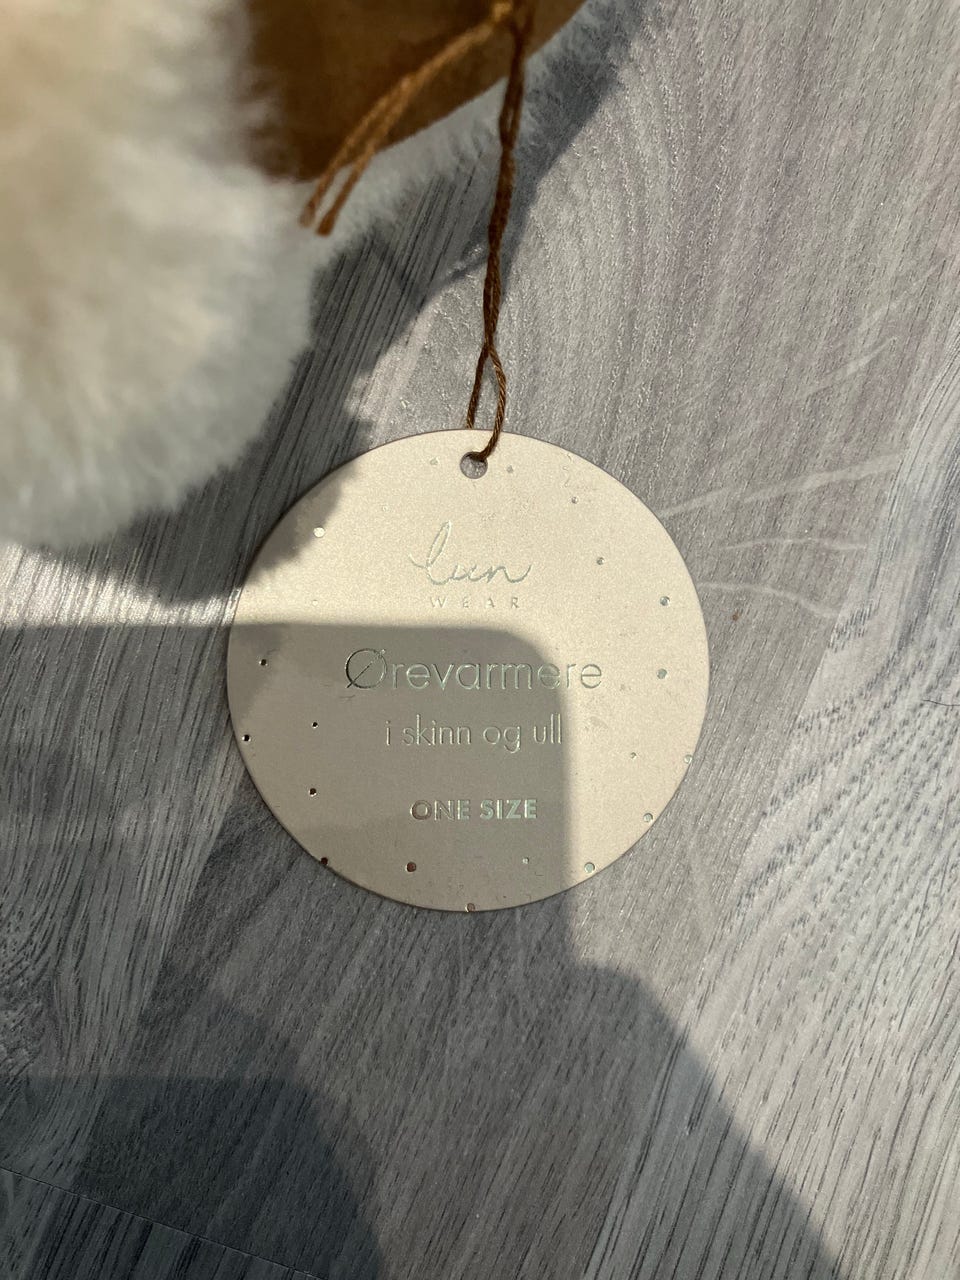 lun
WEAR
Ørevarmere
i skinn og ull
ONE SIZE